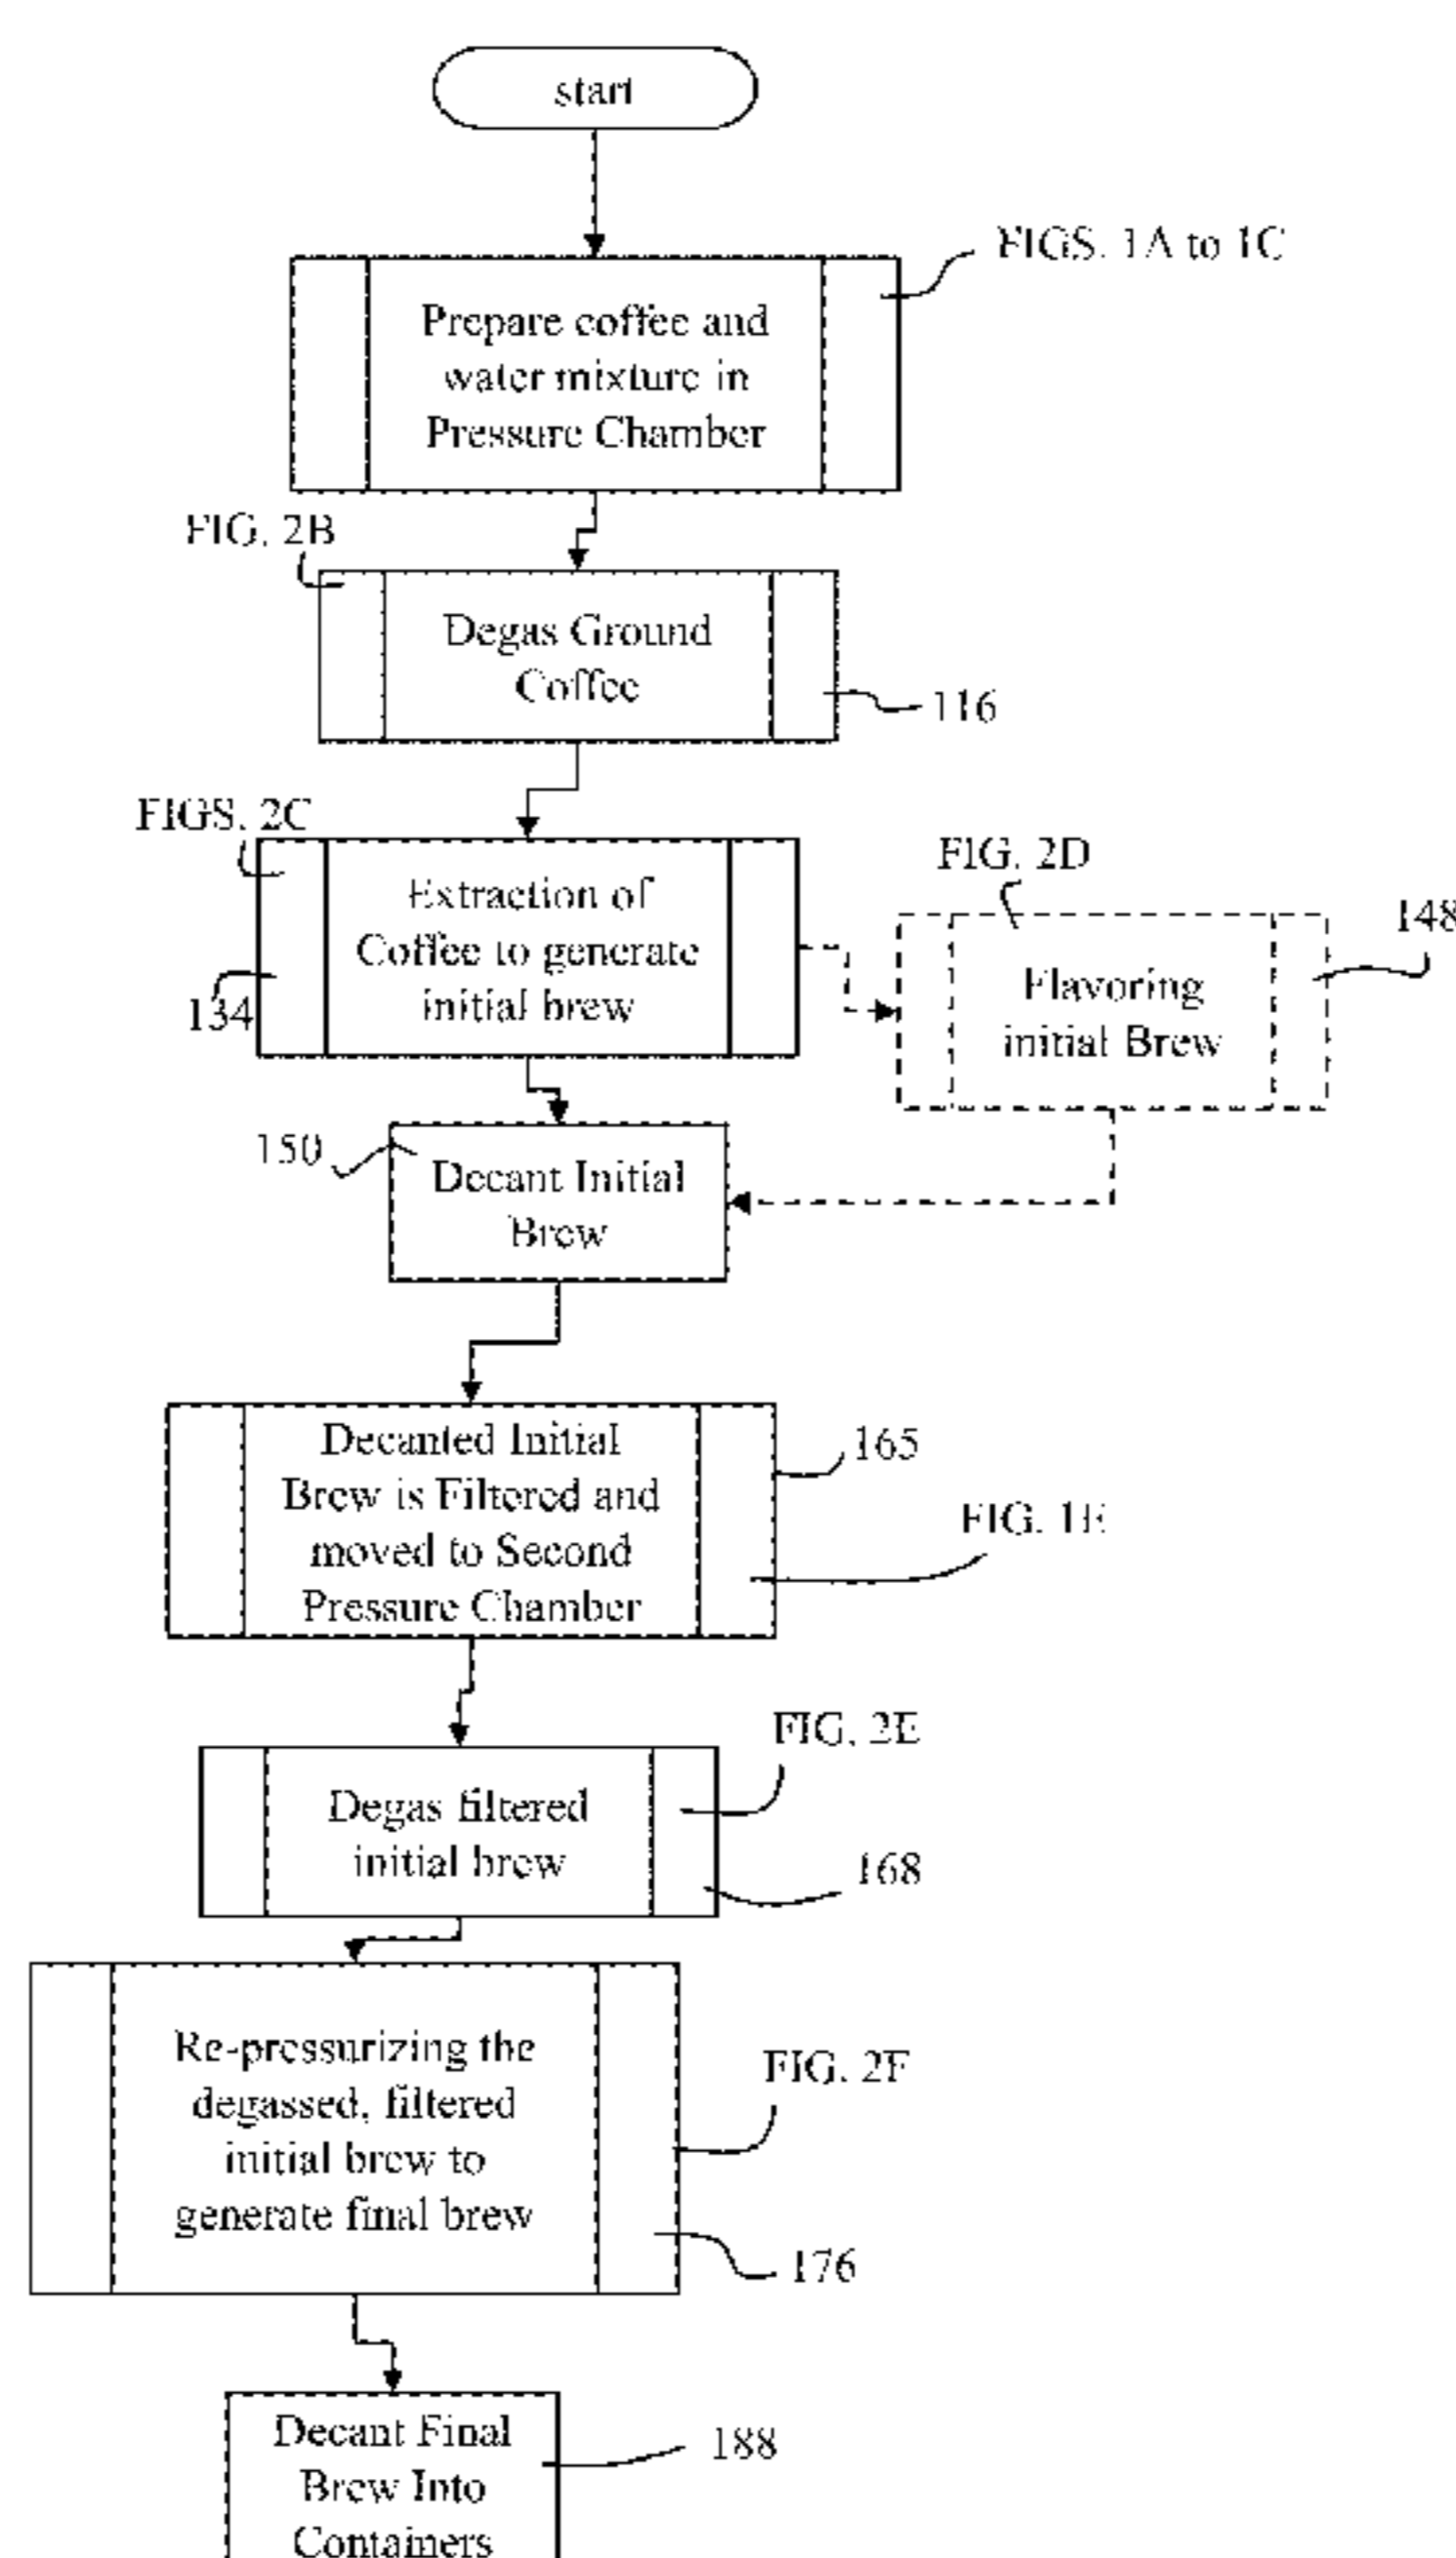 start
FIGS. 1A to 1C
Prepare coffee and
water mixture in
Pressure Chamber
FIG. 2B
Degas Ground
Coffee
116
FIGS. 2C
Extraction of
Coffee to generate
initial brew
134
FIG. 2D
148
Flavoring
initial Brew
150
Decant Initial
Brew
Decanted Initial
Brew is Filtered and
moved to Second
Pressure Chamber
165
FIG. 1E
FIG. 2E
Degas filtered
initial brew
168
Re-pressurizing the
degassed, filtered
initial brew to
generate final brew
FIG. 2F
176
Decant Final
Brew Into
Containers
188